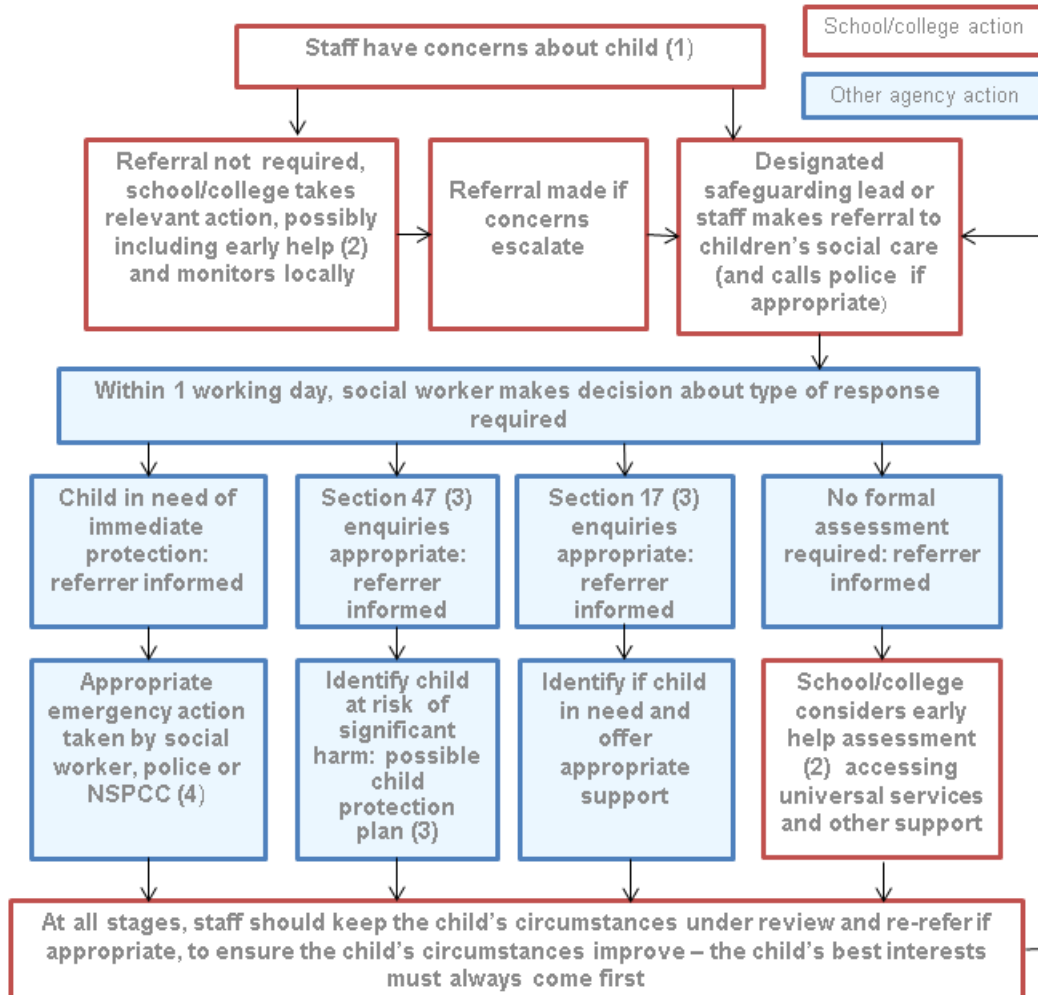 School/college action
Staff have concerns about child (1)
Other agency action
Referral not required,
school/college takes
relevant action, possibly
including early help (2)
and monitors locally
Referral made if
concerns
escalate
Designated
safeguarding lead or
staff makes referral to
children’s social care
(and calls police if
appropriate)
Within 1 working day, social worker makes decision about type of response
required
Child in need of
immediate
protection:
referrer informed
Section 47 (3)
enquiries
appropriate:
referrer
informed
Section 17 (3)
enquiries
appropriate:
referrer
informed
No formal
assessment
required: referrer
informed
Appropriate
emergency action
taken by social
worker, police or
NSPCC (4)
Identify child
at risk of
significant
harm: possible
child
protection
plan (3)
Identify if child
in need and
offer
appropriate
support
School/college
considers early
help assessment
(2) accessing
universal services
and other support
At all stages, staff should keep the child’s circumstances under review and re-refer if
appropriate, to ensure the child’s circumstances improve – the child’s best interests
must always come first